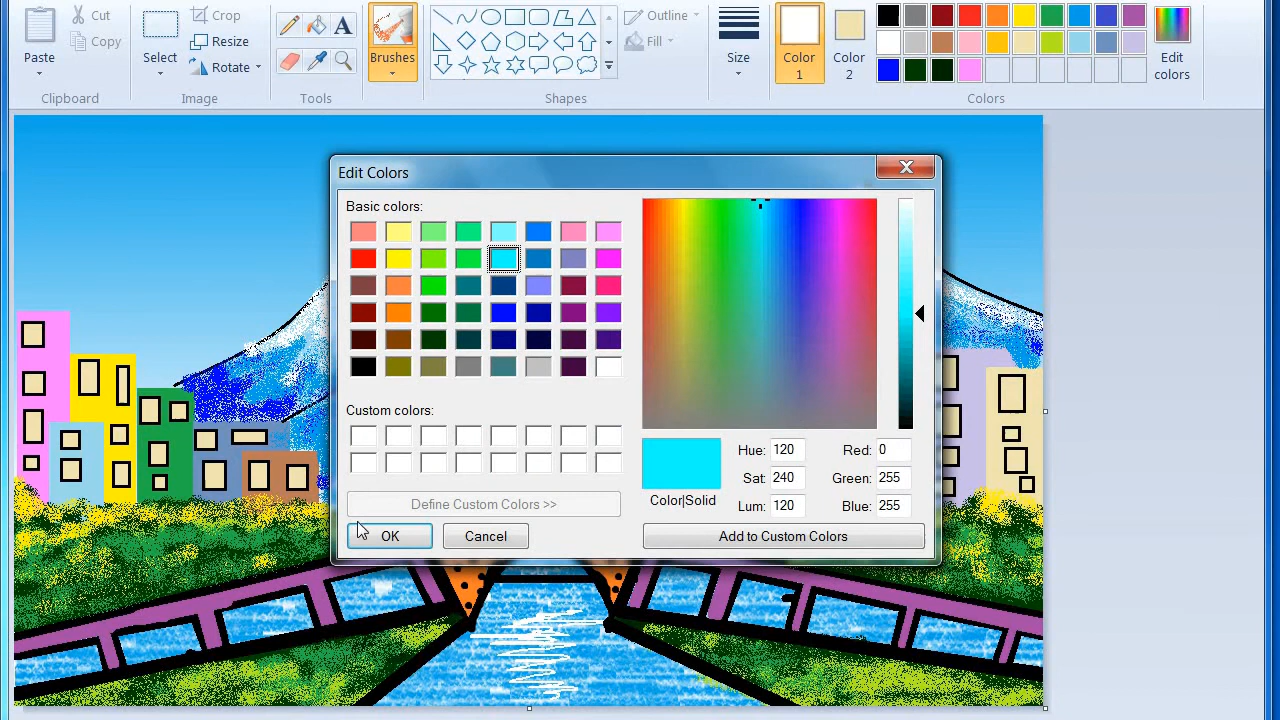 Paste
Cut
Copy
Clipboard
Select
Crop
Resize
Rotate
Image
A
Tools
Brushes
Shapes
Outline
Fill
Size
Color 1
Color 2
Edit colors
Colors
Edit Colors
Basic colors:
Custom colors:
Define Custom Colors >>
OK
Cancel
Color|Solid
Hue: 120
Sat: 240
Lum: 120
Red: 0
Green: 255
Blue: 255
Add to Custom Colors